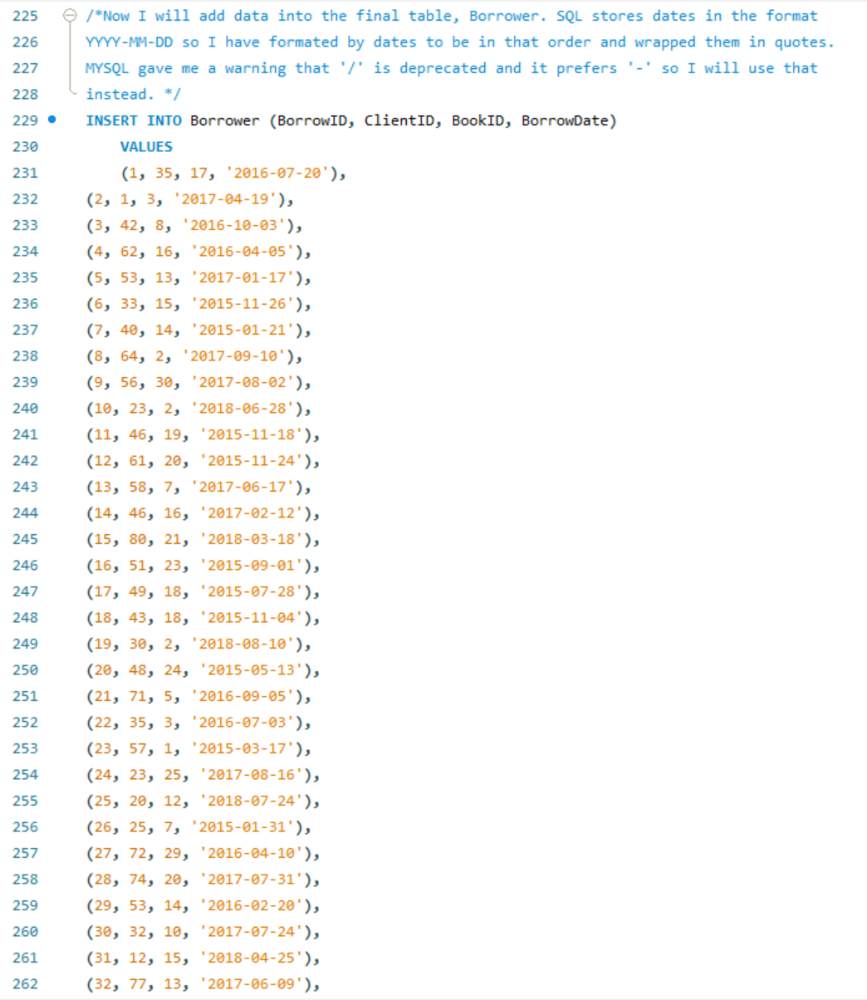 225 /*Now I will add data into the final table, Borrower. SQL stores dates in the format
226 YYYY-MM-DD so I have formated by dates to be in that order and wrapped them in quotes.
227 MYSQL gave me a warning that '/' is deprecated and it prefers '-' so I will use that
228 instead. */
229 INSERT INTO Borrower (BorrowID, ClientID, BookID, BorrowDate)
230 VALUES
231 (1, 35, 17, '2016-07-20'),
232 (2, 1, 3, '2017-04-19'),
233 (3, 42, 8, '2016-10-03'),
234 (4, 62, 16, '2016-04-05'),
235 (5, 53, 13, '2017-01-17'),
236 (6, 33, 15, '2015-11-26'),
237 (7, 40, 14, '2015-01-21'),
238 (8, 64, 2, '2017-09-10'),
239 (9, 56, 30, '2017-08-02'),
240 (10, 23, 2, '2018-06-28'),
241 (11, 46, 19, '2015-11-18'),
242 (12, 61, 20, '2015-11-24'),
243 (13, 58, 7, '2017-06-17'),
244 (14, 46, 16, '2017-02-12'),
245 (15, 80, 21, '2018-03-18'),
246 (16, 51, 23, '2015-09-01'),
247 (17, 49, 18, '2015-07-28'),
248 (18, 43, 18, '2015-11-04'),
249 (19, 30, 2, '2018-08-10'),
250 (20, 48, 24, '2015-05-13'),
251 (21, 71, 5, '2016-09-05'),
252 (22, 35, 3, '2016-07-03'),
253 (23, 57, 1, '2015-03-17'),
254 (24, 23, 25, '2017-08-16'),
255 (25, 20, 12, '2018-07-24'),
256 (26, 25, 7, '2015-01-31'),
257 (27, 72, 29, '2016-04-10'),
258 (28, 74, 20, '2017-07-31'),
259 (29, 53, 14, '2016-02-20'),
260 (30, 32, 10, '2017-07-24'),
261 (31, 12, 15, '2018-04-25'),
262 (32, 77, 13, '2017-06-09'),